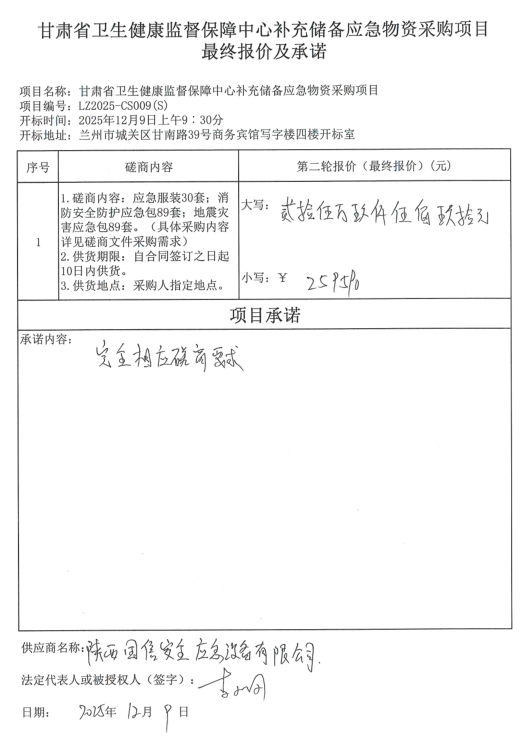 甘肃省卫生健康监督保障中心补充储备应急物资采购项目
最终报价及承诺
项目名称：甘肃省卫生健康监督保障中心补充储备应急物资采购项目
项目编号：LZ2025-CS009(S)
开标时间：2025年12月9日上午9：30分
开标地址：兰州市城关区甘南路39号商务宾馆写字楼四楼开标室
序号 磋商内容 第二轮报价（最终报价）(元)
1
1.磋商内容：应急服装30套；消
防安全防护应急包89套；地震灾
害应急包89套。（具体采购内容
详见磋商文件采购需求）
2.供货期限：自合同签订之日起
10日内供货。
3.供货地点：采购人指定地点。
大写：贰拾伍万玖仟伍佰玖拾元
小写：￥ 259590
项目承诺
承诺内容：
完全相应磋商要求
供应商名称：陕西国信安全应急设备有限公司.
法定代表人或被授权人（签字）：
日期： 2025年 12月 9日